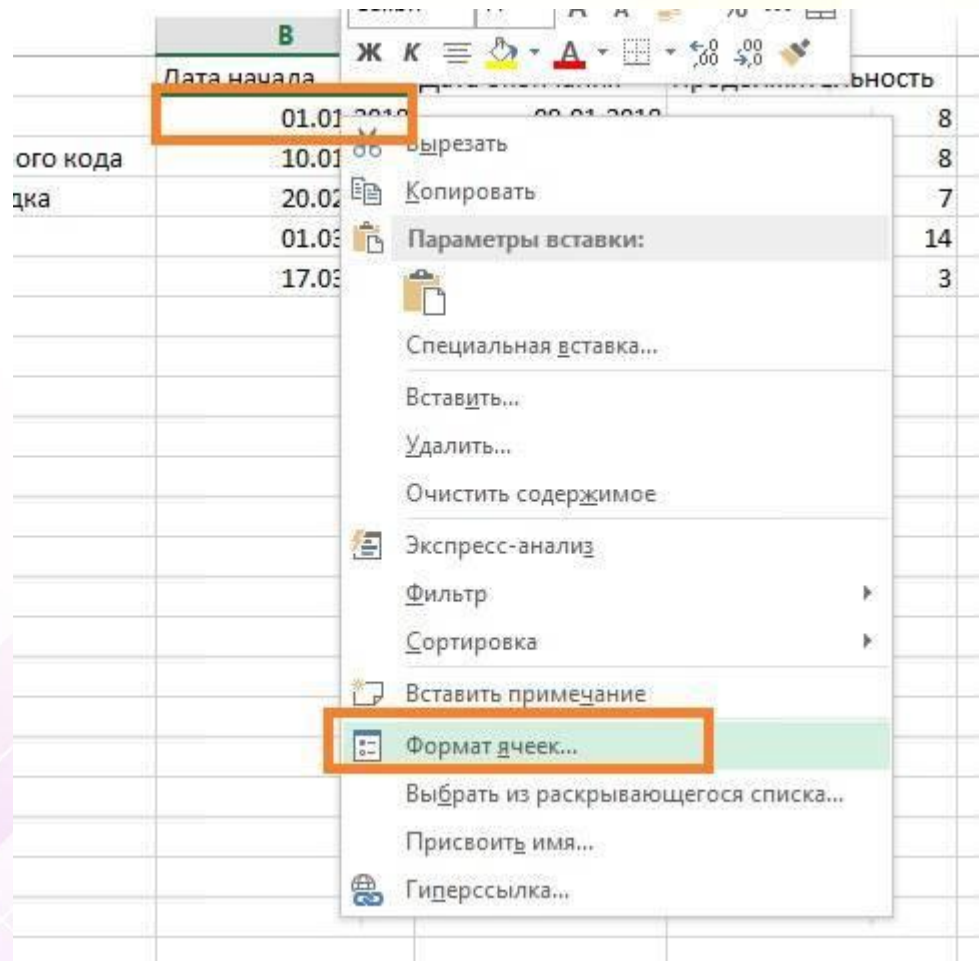 B
Ж К
Дата начала
01.01.2018 8
ого кода 10.01 8
дка 20.02 7
01.03 14
17.03 3
Вырезать
Копировать
Параметры вставки:
Специальная вставка...
Вставить...
Удалить...
Очистить содержимое
Экспресс-анализ
Фильтр
Сортировка
Вставить примечание
Формат ячеек...
Выбрать из раскрывающегося списка...
Присвоить имя...
Гиперссылка...